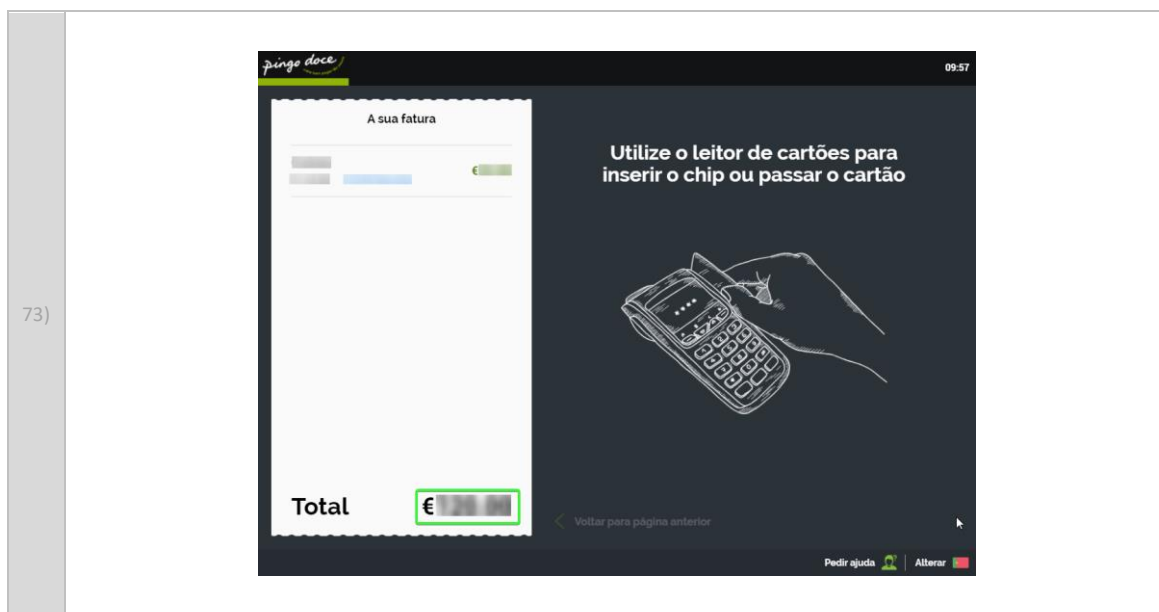 pingo doce
09:57
A sua fatura
€
Utilize o leitor de cartões para
inserir o chip ou passar o cartão
73)
Total €
Voltar para página anterior
Pedir ajuda Alterar